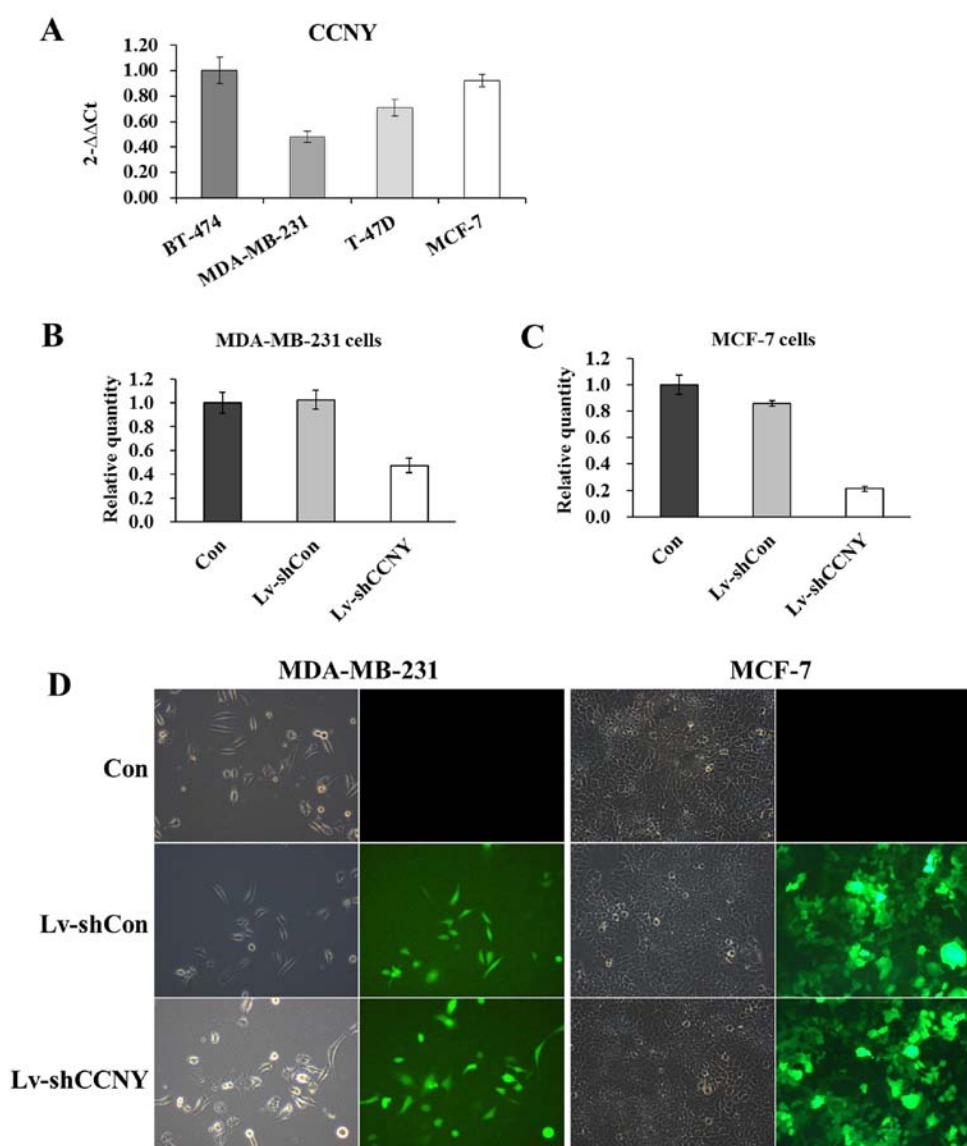 A
CCNY
2-ΔΔCt
1.20
1.00
0.80
0.60
0.40
0.20
0.00
BT-474
MDA-MB-231
T-47D
MCF-7
B
MDA-MB-231 cells
Relative quantity
1.2
1.0
0.8
0.6
0.4
0.2
0.0
Con
Lv-shCon
Lv-shCCNY
C
MCF-7 cells
Relative quantity
1.2
1.0
0.8
0.6
0.4
0.2
0.0
Con
Lv-shCon
Lv-shCCNY
D
MDA-MB-231
MCF-7
Con
Lv-shCon
Lv-shCCNY